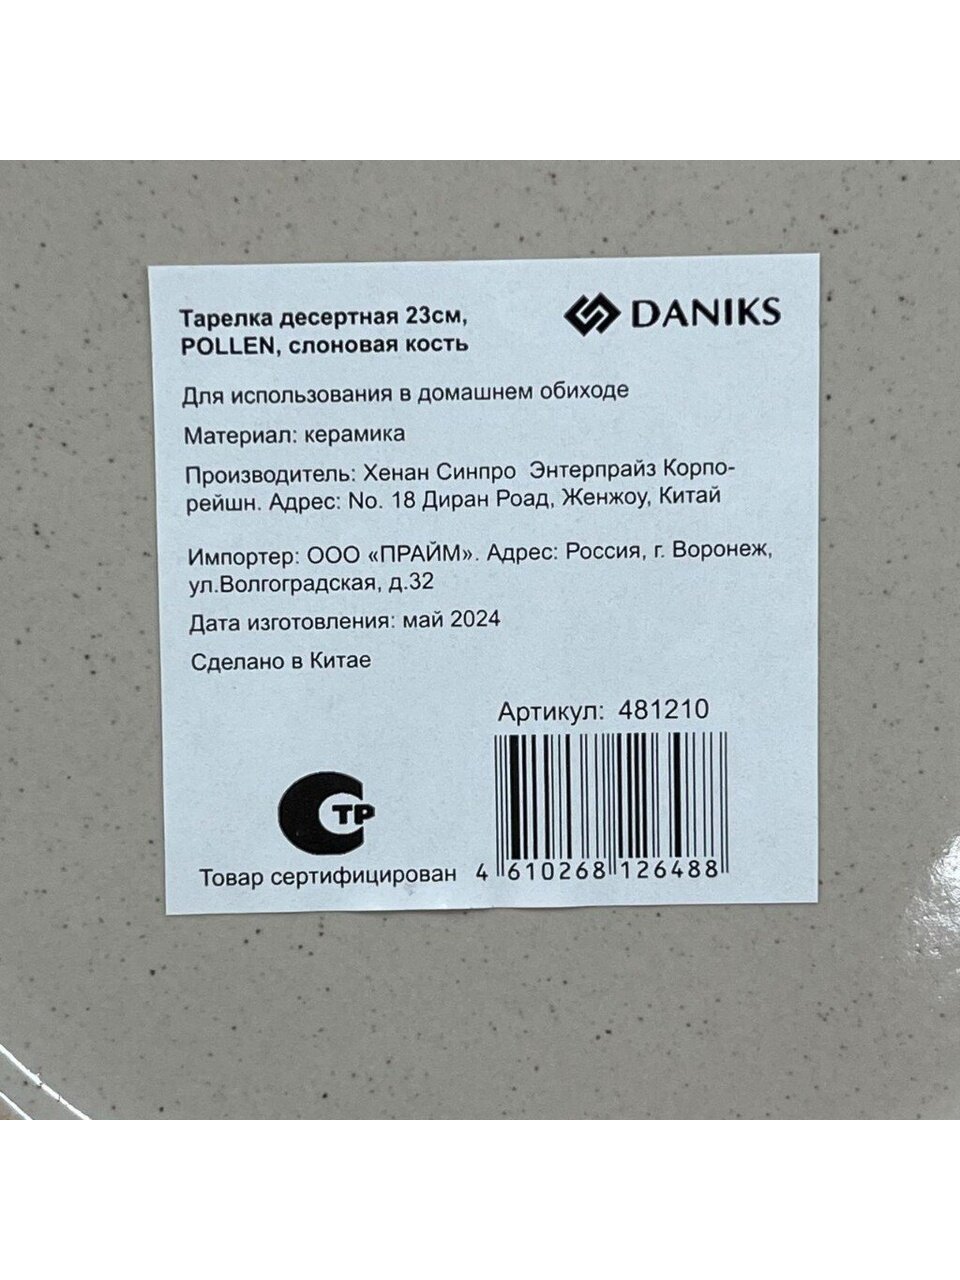 Тарелка десертная 23см,
POLLEN, слоновая кость
DANIKS
Для использования в домашнем обиходе
Материал: керамика
Производитель: Хенан Синпро Энтерпрайз Корпо-
рейшн. Адрес: No. 18 Диран Роад, Женжоу, Китай
Импортер: ООО «ПРАЙМ». Адрес: Россия, г. Воронеж,
ул.Волгоградская, д.32
Дата изготовления: май 2024
Сделано в Китае
Артикул: 481210
СТР
Товар сертифицирован
4 610268 126488